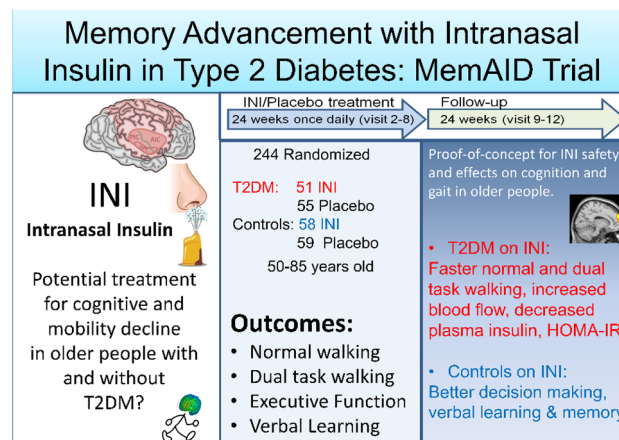 Memory Advancement with Intranasal
Insulin in Type 2 Diabetes: MemAID Trial
INI
Intranasal Insulin
Potential treatment
for cognitive and
mobility decline
in older people with
and without
T2DM?
INI/Placebo treatment
24 weeks once daily (visit 2-8)
Follow-up
24 weeks (visit 9-12)
244 Randomized
T2DM: 51 INI
55 Placebo
Controls: 58 INI
59 Placebo
50-85 years old
Outcomes:
• Normal walking
• Dual task walking
• Executive Function
• Verbal Learning
Proof-of-concept for INI safety
and effects on cognition and
gait in older people.
• T2DM on INI:
Faster normal and dual
task walking, increased
blood flow, decreased
plasma insulin, HOMA-IR
• Controls on INI:
Better decision making,
verbal learning & memory